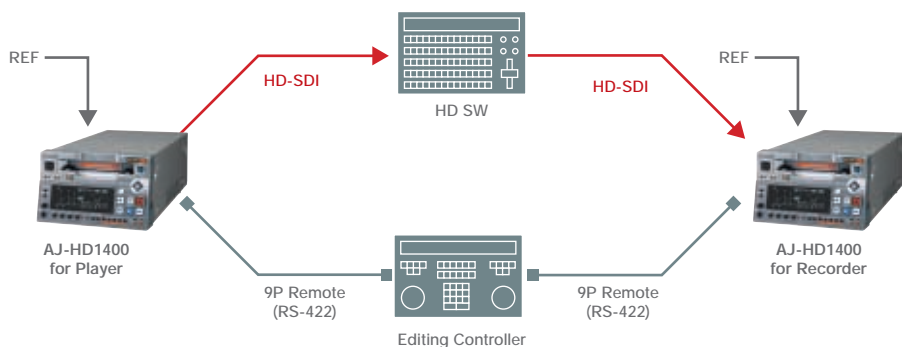 REF
HD-SDI
HD SW
HD-SDI
REF
AJ-HD1400
for Player
9P Remote
(RS-422)
Editing Controller
9P Remote
(RS-422)
AJ-HD1400
for Recorder